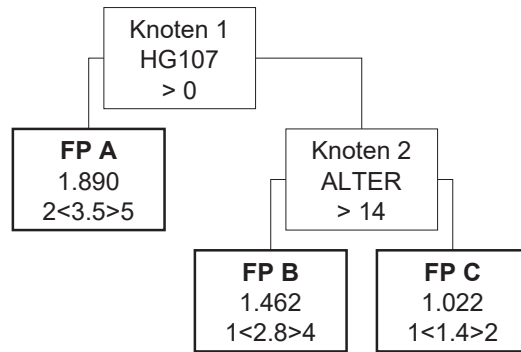 Knoten 1
HG107
> 0
FP A
1.890
2<3.5>5
Knoten 2
ALTER
> 14
FP B
1.462
1<2.8>4
FP C
1.022
1<1.4>2